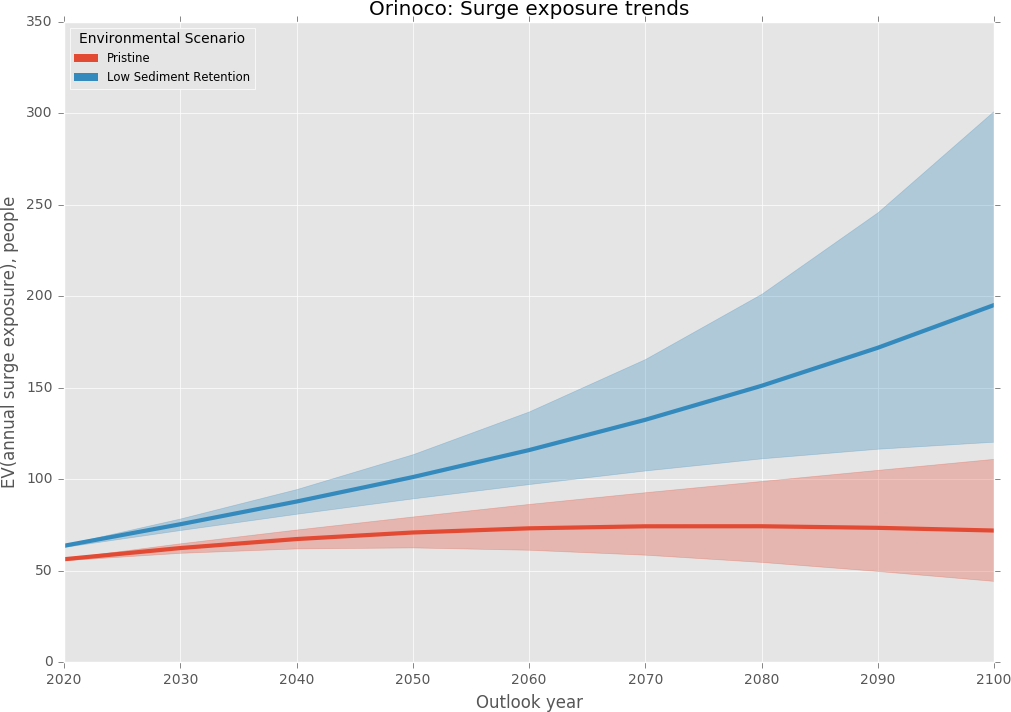 Orinoco: Surge exposure trends
Environmental Scenario
Pristine
Low Sediment Retention
EV(annual surge exposure), people
350
300
250
200
150
100
50
0
2020 2030 2040 2050 2060 2070 2080 2090 2100
Outlook year